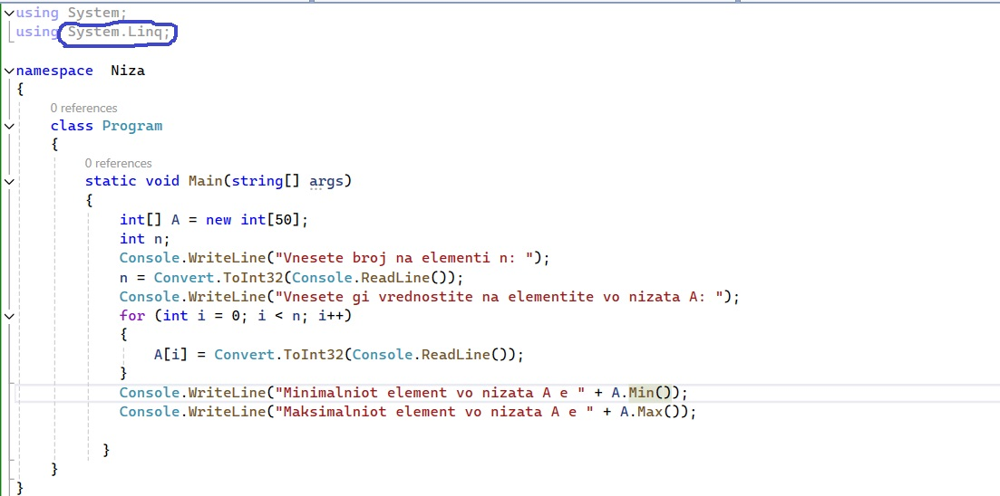 using System;
using System.Linq;
namespace  Niza
{
0 references
class Program
{
0 references
static void Main(string[] args)
{
int[] A = new int[50];
int n;
Console.WriteLine("Vnesete broj na elementi n: ");
n = Convert.ToInt32(Console.ReadLine());
Console.WriteLine("Vnesete gi vrednostite na elementite vo nizata A: ");
for (int i = 0; i < n; i++)
{
A[i] = Convert.ToInt32(Console.ReadLine());
}
Console.WriteLine("Minimalniot element vo nizata A e " + A.Min());
Console.WriteLine("Maksimalniot element vo nizata A e " + A.Max());
}
}
}